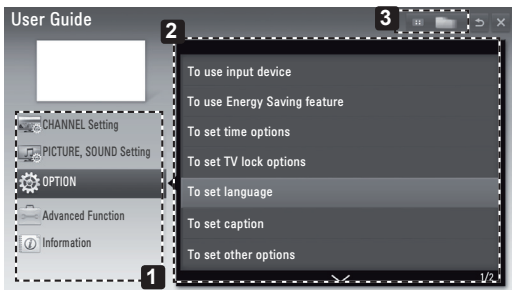 User Guide
3
2
To use input device
To use Energy Saving feature
To set time options
To set TV lock options
To set language
To set caption
To set other options
1/2
CHANNEL Setting
PICTURE, SOUND Setting
OPTION
Advanced Function
Information
1